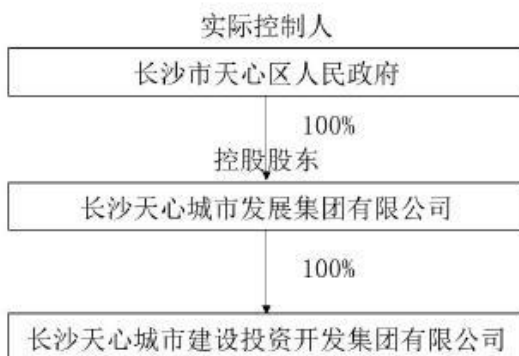 实际控制人
长沙市天心区人民政府
100%
控股股东
长沙天心城市发展集团有限公司
100%
长沙天心城市建设投资开发集团有限公司